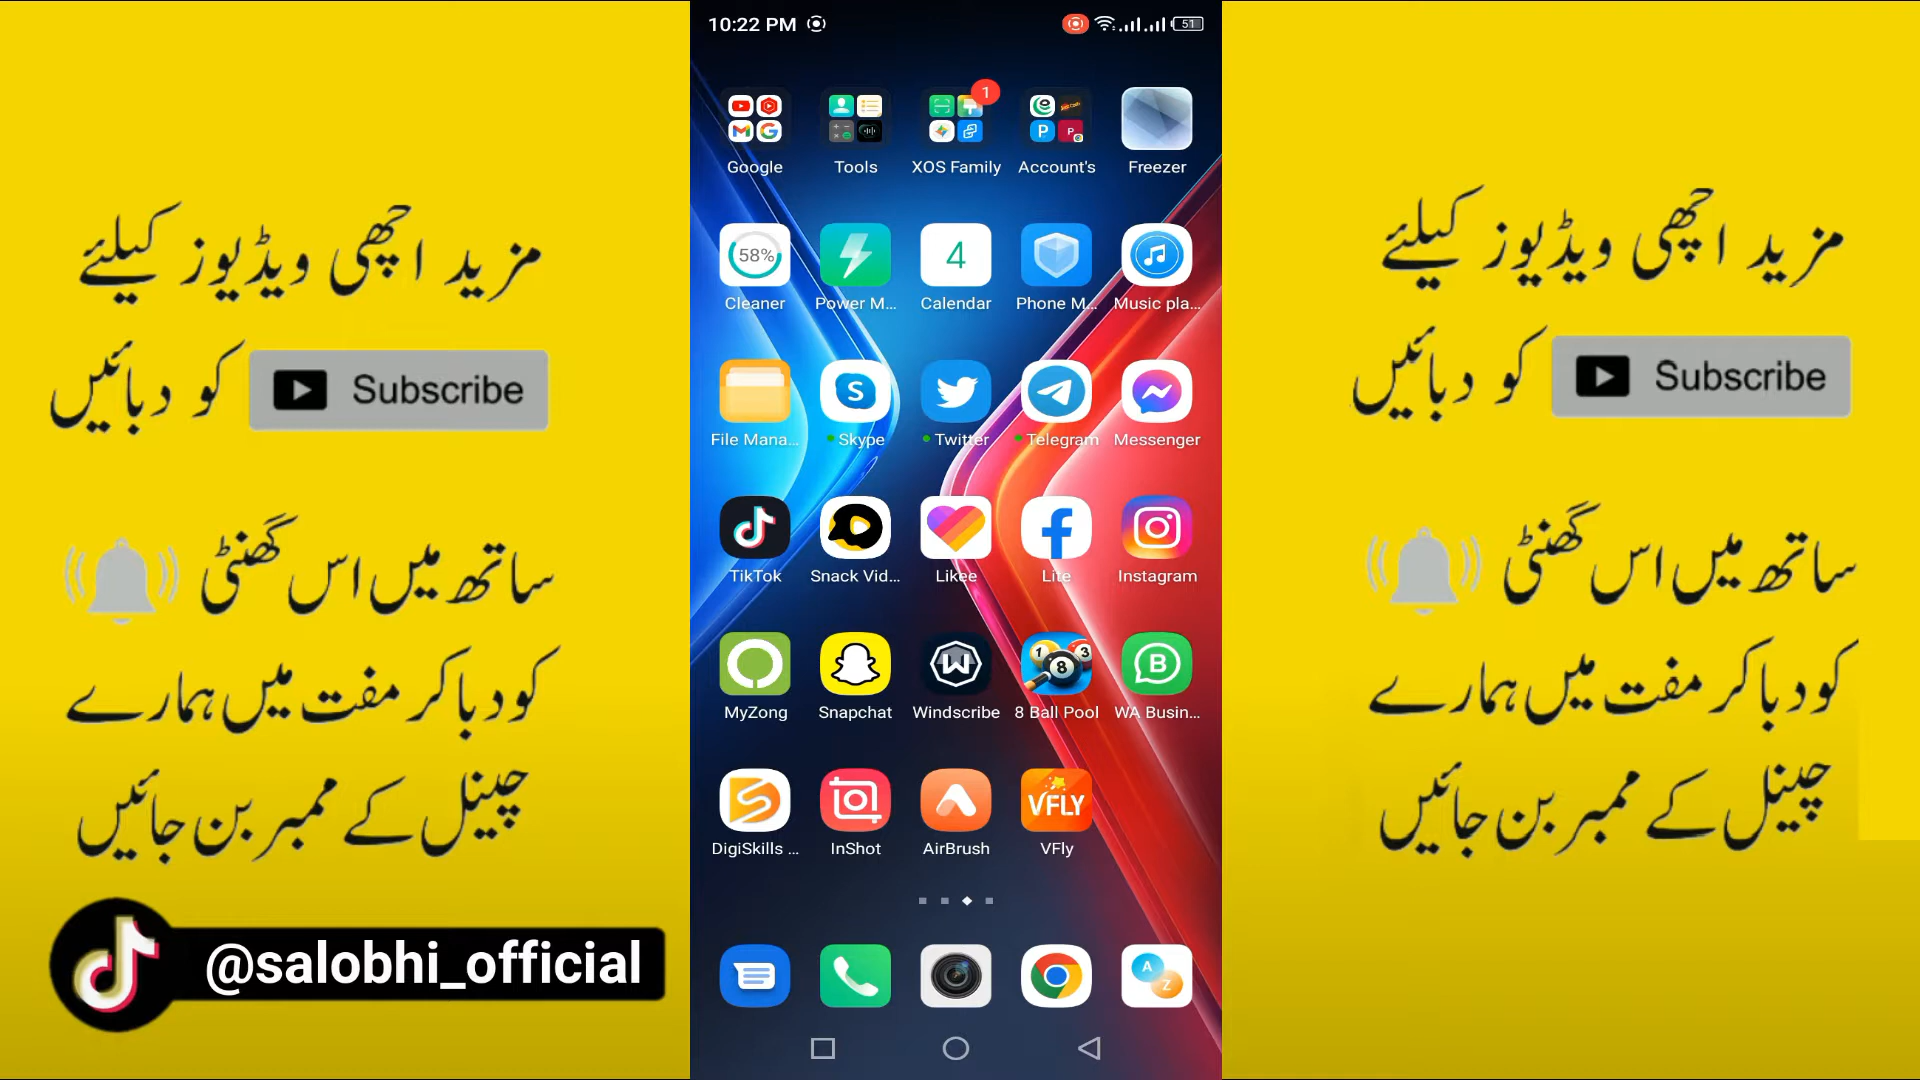 مزید اچھی ویڈیوز کیلئے
Subscribe کو دبائیں
ساتھ میں اس گھنٹی
کو دبا کر مفت میں ہمارے
چینل کے ممبر بن جائیں
@salobhi_official
10:22 PM 51
1
Google Tools XOS Family Account's Freezer
58% 4
Cleaner Power M... Calendar Phone M... Music pla...
File Mana... Skype Twitter Telegram Messenger
TikTok Snack Vid... Likee Lite Instagram
MyZong Snapchat Windscribe 8 Ball Pool WA Busin...
VFLY
DigiSkills ... InShot AirBrush VFly
A Z
مزید اچھی ویڈیوز کیلئے
Subscribe کو دبائیں
ساتھ میں اس گھنٹی
کو دبا کر مفت میں ہمارے
چینل کے ممبر بن جائیں